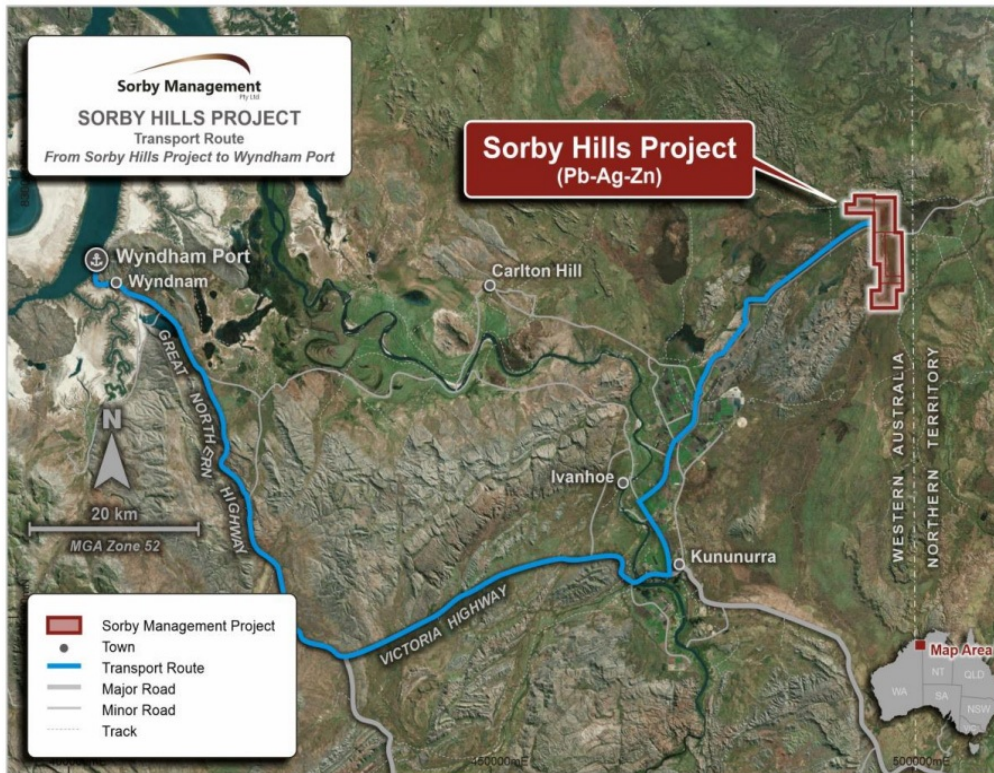 Sorby Management
Pty Ltd
SORBY HILLS PROJECT
Transport Route
From Sorby Hills Project to Wyndham Port
Sorby Hills Project
(Pb-Ag-Zn)
Wyndham Port
Wyndnam
Carlton Hill
GREAT NORTHERN HIGHWAY
N
20 km
MGA Zone 52
Ivanhoe
Kununurra
VICTORIA HIGHWAY
WESTERN AUSTRALIA
NORTHERN TERRITORY
Sorby Management Project
Town
Transport Route
Major Road
Minor Road
Track
Map Area
WA
NT
QLD
SA
NSW
500000mE